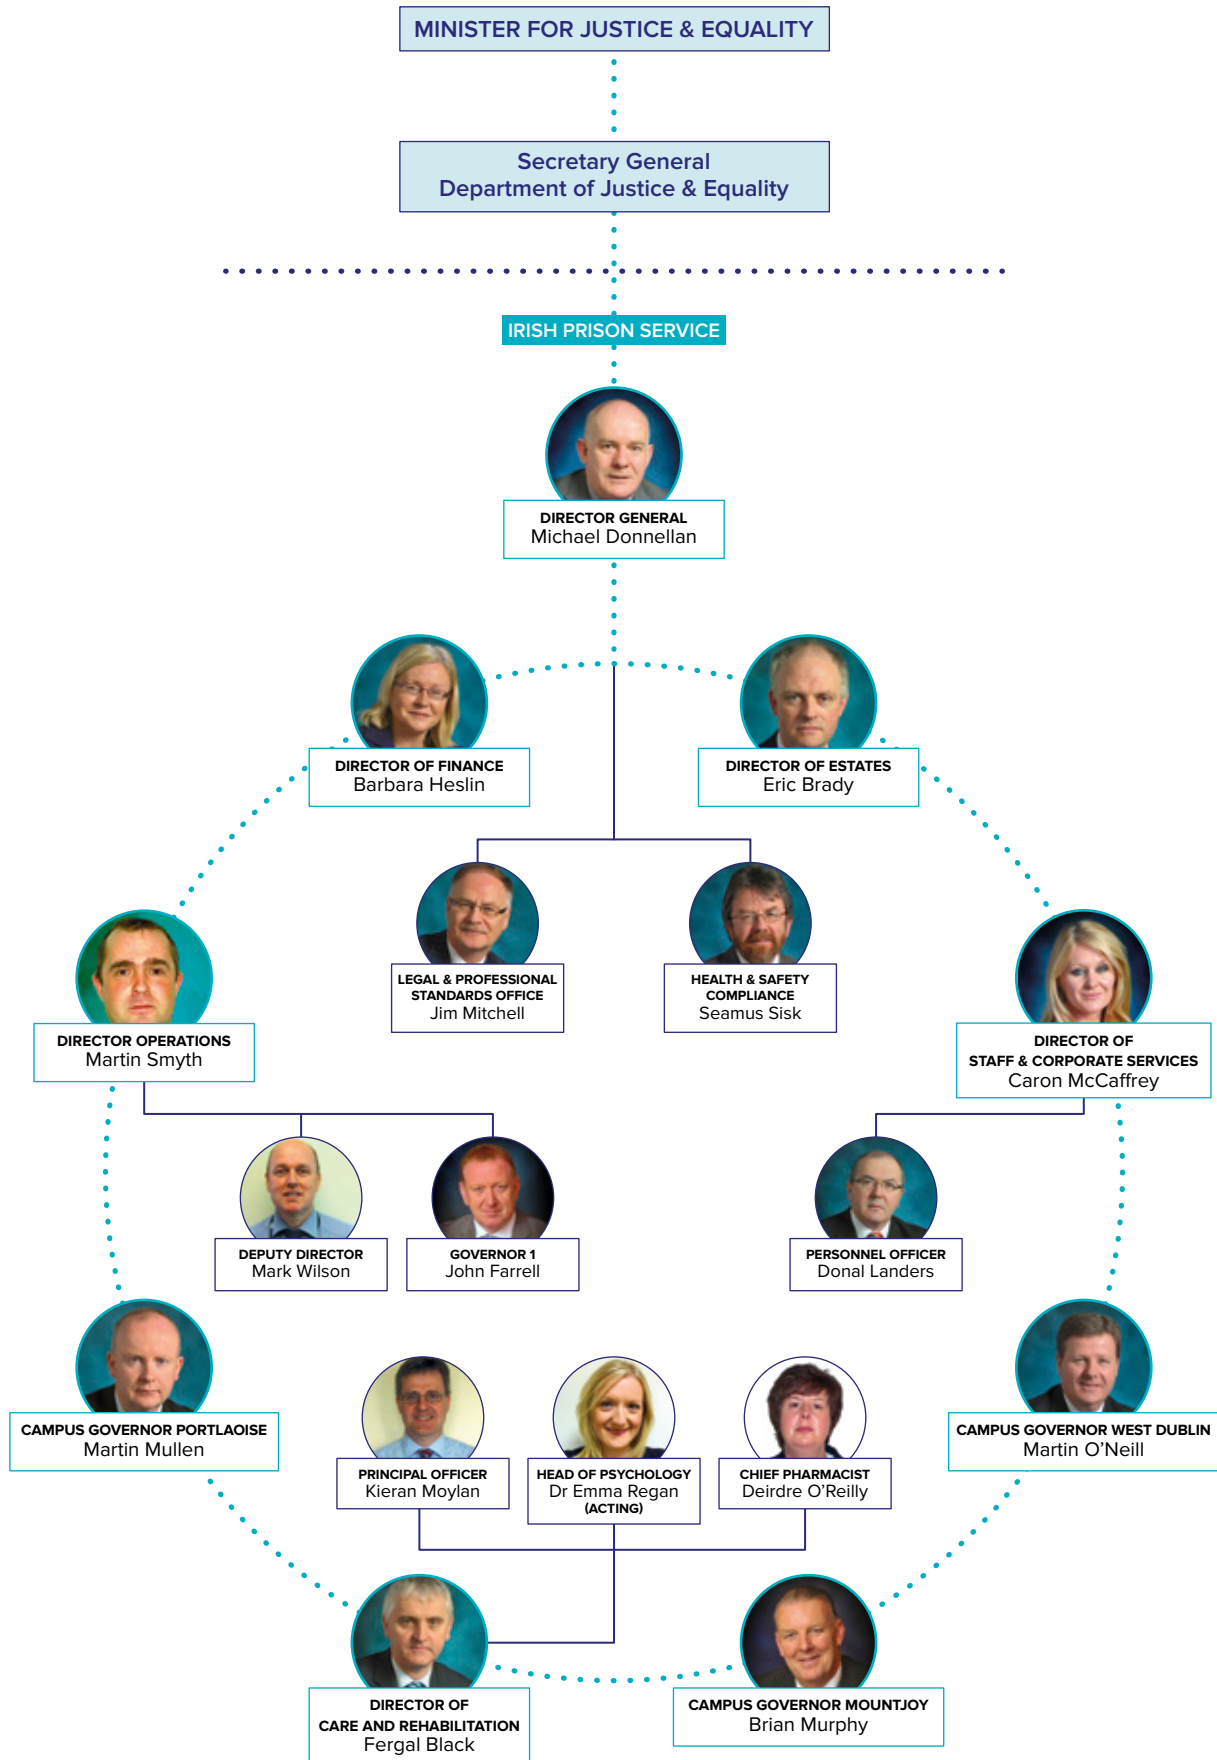 MINISTER FOR JUSTICE & EQUALITY
Secretary General
Department of Justice & Equality
IRISH PRISON SERVICE
DIRECTOR GENERAL
Michael Donnellan
DIRECTOR OF FINANCE
Barbara Heslin
DIRECTOR OF ESTATES
Eric Brady
LEGAL & PROFESSIONAL
STANDARDS OFFICE
Jim Mitchell
HEALTH & SAFETY
COMPLIANCE
Seamus Sisk
DIRECTOR OPERATIONS
Martin Smyth
DIRECTOR OF
STAFF & CORPORATE SERVICES
Caron McCaffrey
DEPUTY DIRECTOR
Mark Wilson
GOVERNOR 1
John Farrell
PERSONNEL OFFICER
Donal Landers
CAMPUS GOVERNOR PORTLAOISE
Martin Mullen
CAMPUS GOVERNOR WEST DUBLIN
Martin O’Neill
PRINCIPAL OFFICER
Kieran Moylan
HEAD OF PSYCHOLOGY
Dr Emma Regan
(ACTING)
CHIEF PHARMACIST
Deirdre O’Reilly
DIRECTOR OF
CARE AND REHABILITATION
Fergal Black
CAMPUS GOVERNOR MOUNTJOY
Brian Murphy